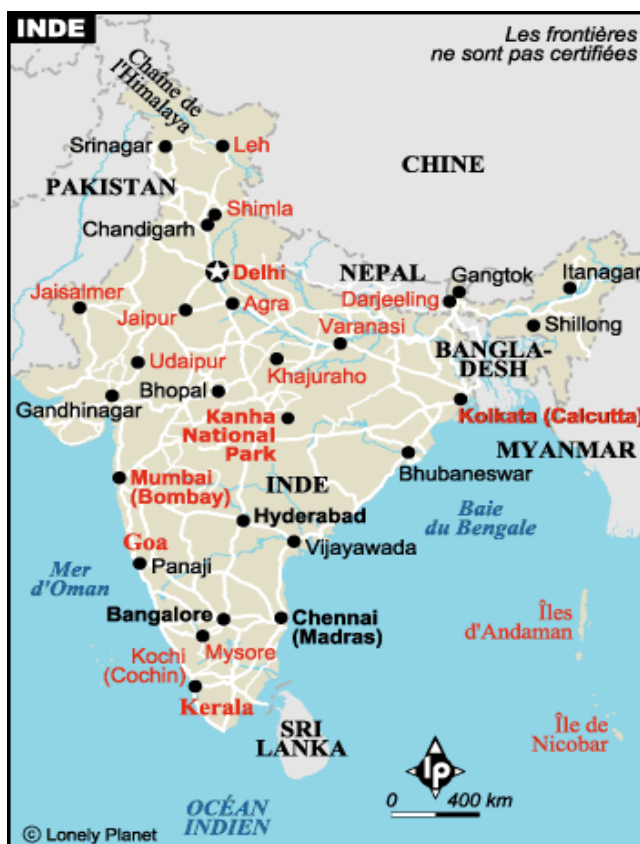 INDE
Les frontières
ne sont pas certifiées
Chaîne de
l'Himalaya
Srinagar
Leh
CHINE
PAKISTAN
Shimla
Chandigarh
Delhi
NEPAL
Gangtok
Itanagar
Jaisalmer
Jaipur
Agra
Darjeeling
Varanasi
Shillong
BANGLA-
DESH
Udaipur
Khajuraho
Bhopal
Gandhinagar
Kanha
National
Park
Kolkata (Calcutta)
MYANMAR
Bhubaneswar
Mumbai
(Bombay)
INDE
Baie
du Bengale
Hyderabad
Goa
Vijayawada
Panaji
Mer
d'Oman
Bangalore
Chennai
(Madras)
Îles
d'Andaman
Kochi
(Cochin)
Mysore
Kerala
SRI
LANKA
Île de
Nicobar
lp
0 400 km
OCÉAN
INDIEN
© Lonely Planet